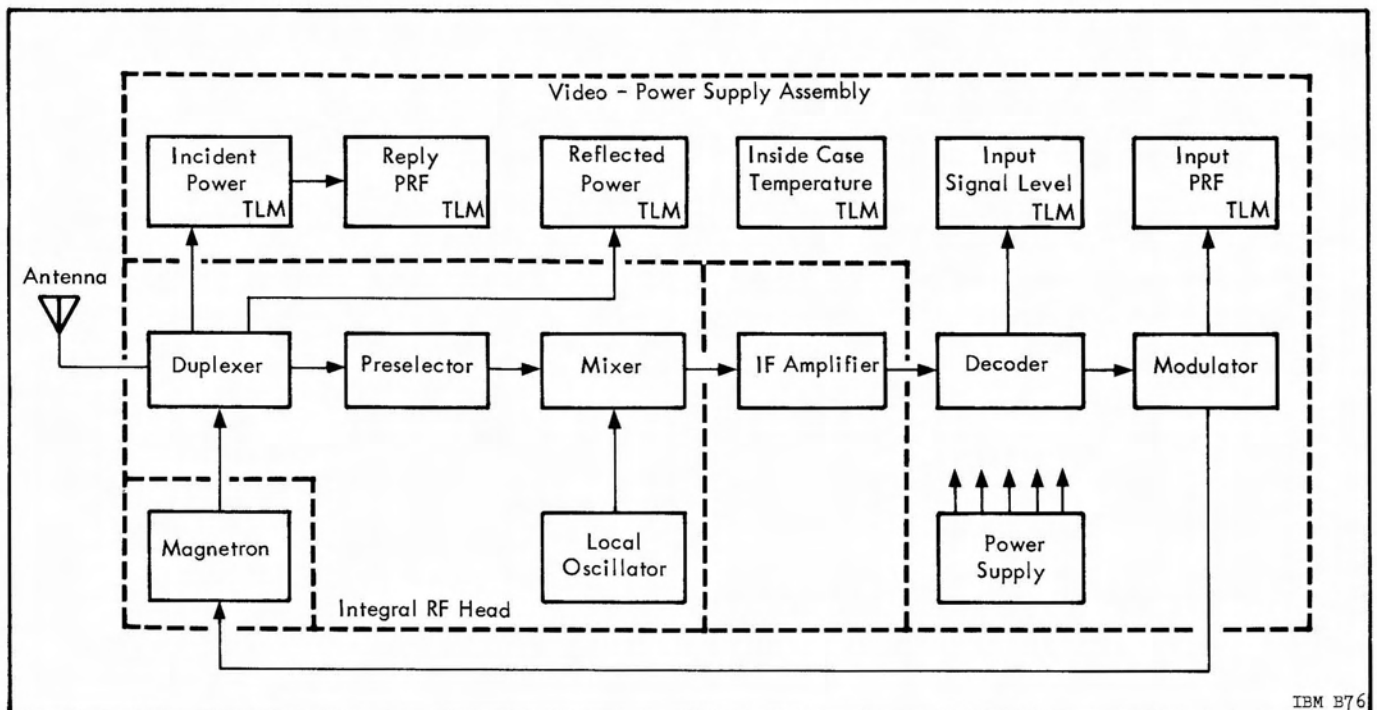 Video - Power Supply Assembly
Incident
Power
TLM
Reply
PRF
TLM
Reflected
Power
TLM
Inside Case
Temperature
TLM
Input
Signal Level
TLM
Input
PRF
TLM
Antenna
Duplexer
Preselector
Mixer
IF Amplifier
Decoder
Modulator
Magnetron
Local
Oscillator
Power
Supply
Integral RF Head
IBM B76